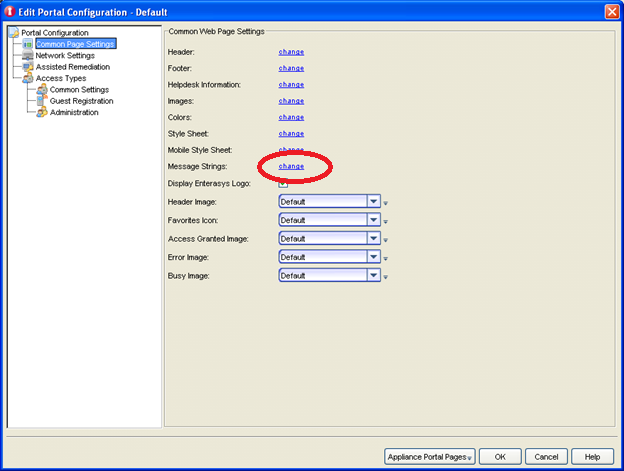 Edit Portal Configuration - Default
Portal Configuration
Common Page Settings
Network Settings
Assisted Remediation
Access Types
Common Settings
Guest Registration
Administration
Common Web Page Settings
Header: change
Footer: change
Helpdesk Information: change
Images: change
Colors: change
Style Sheet: change
Mobile Style Sheet: change
Message Strings: change
Display Enterasys Logo:
Header Image: Default
Favorites Icon: Default
Access Granted Image: Default
Error Image: Default
Busy Image: Default
Appliance Portal Pages OK Cancel Help